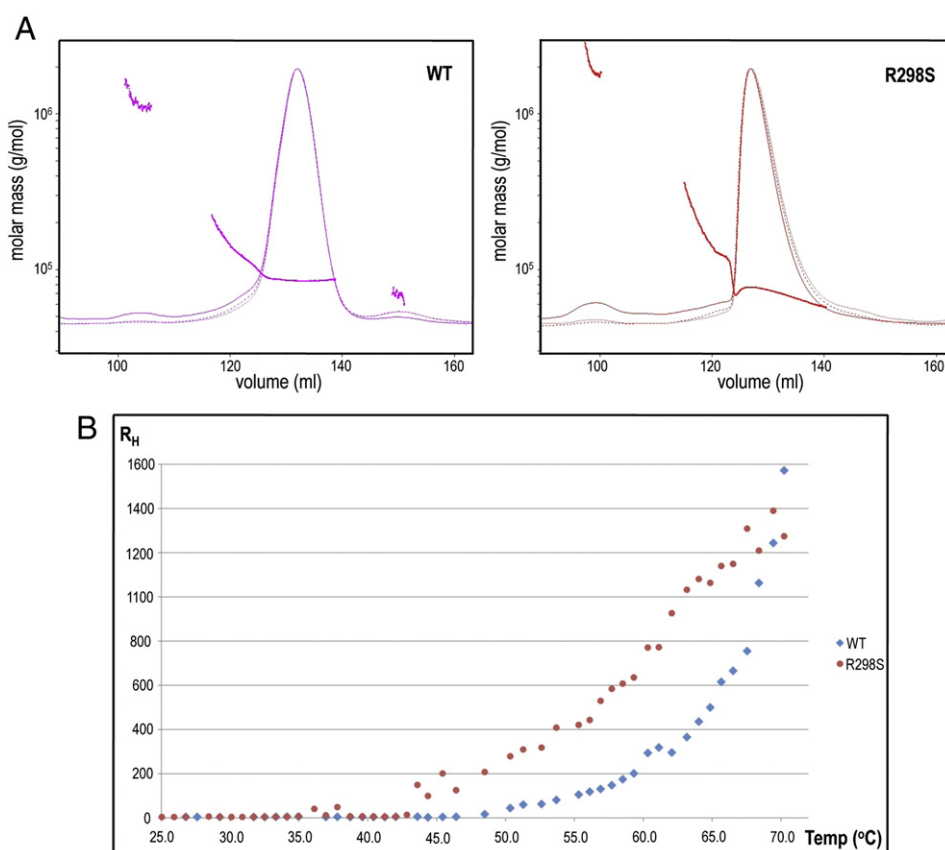 A
WT
R298S
molar mass (g/mol)
10⁶
10⁵
100 120 140 160
volume (ml)
molar mass (g/mol)
10⁶
10⁵
100 120 140 160
volume (ml)
B
R_H
1600
1400
1200
1100
800
600
400
200
0
WT
R298S
25.0 30.0 35.0 40.0 45.0 50.0 55.0 60.0 65.0 70.0 Temp (ºC)